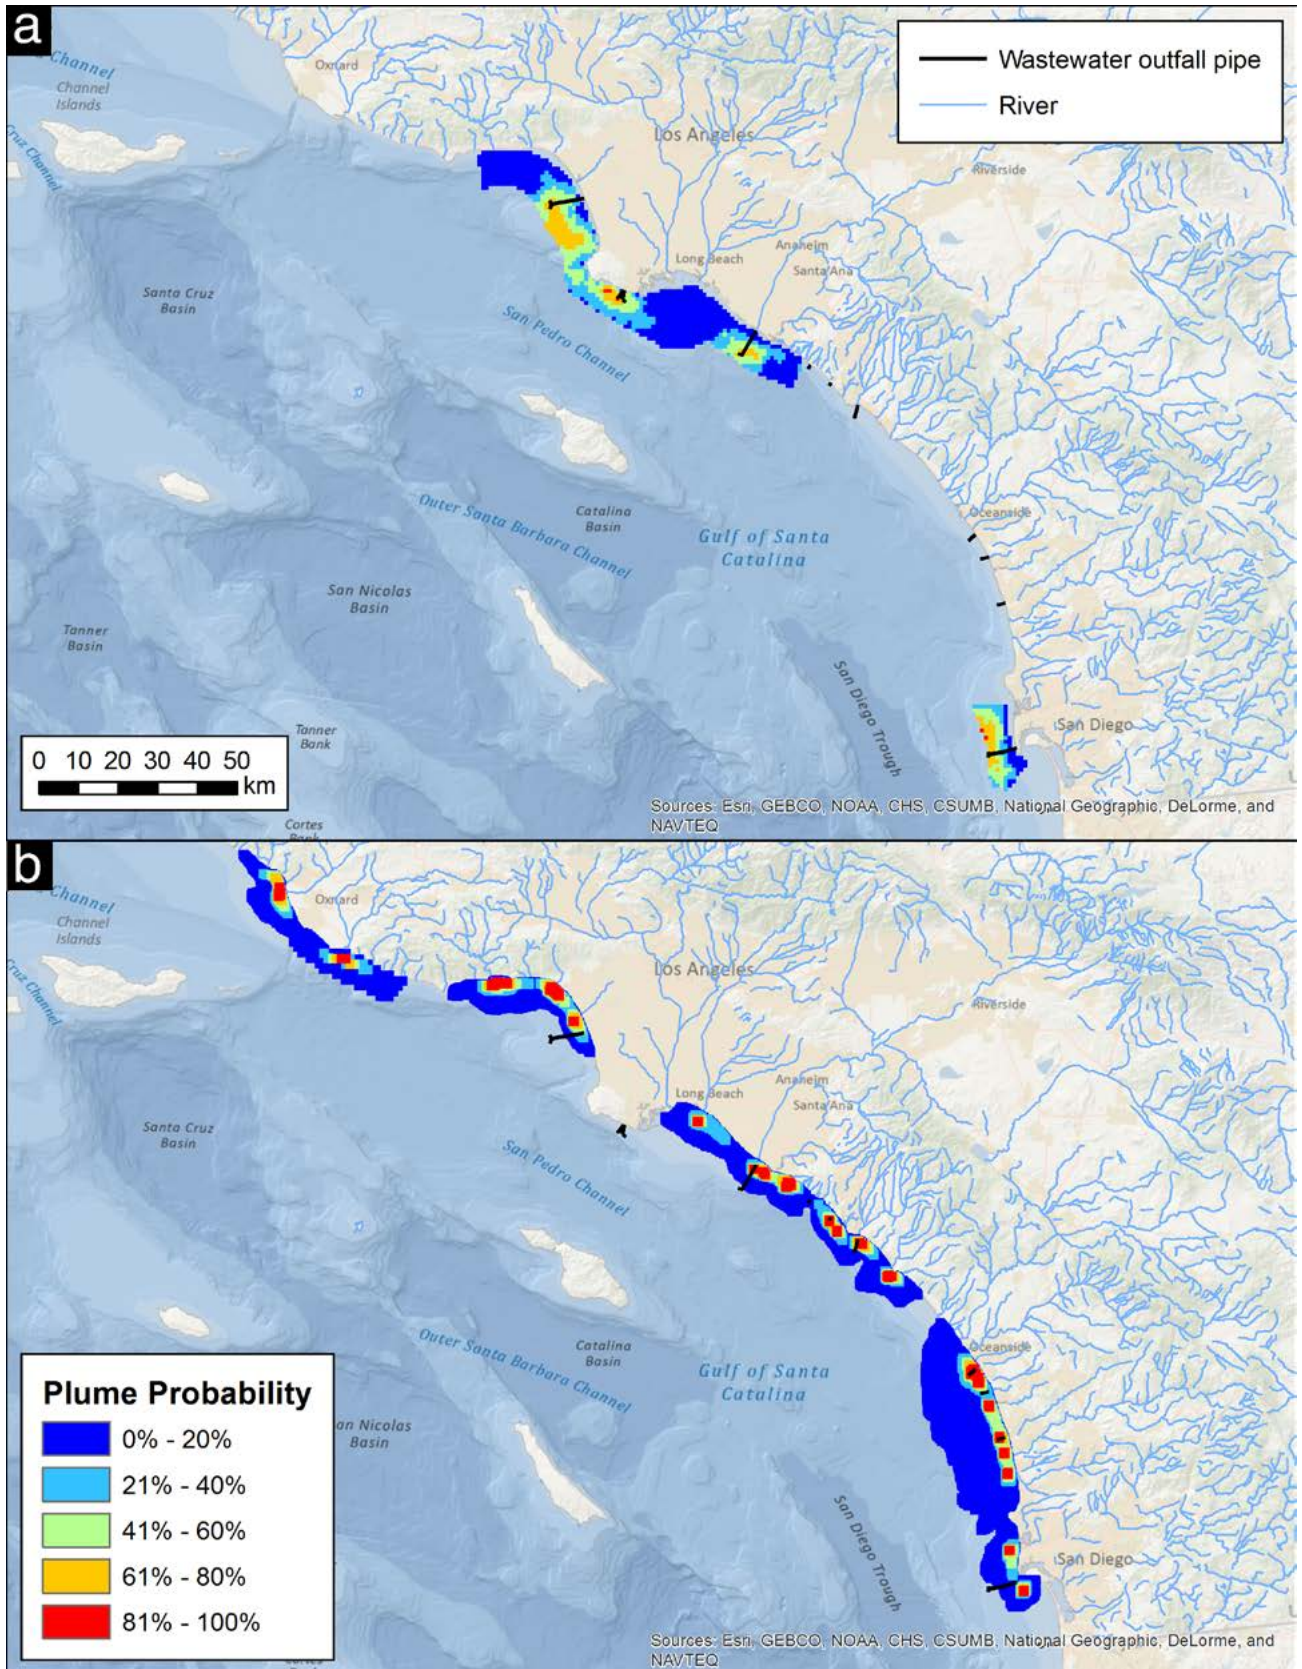 a
Channel
Channel
Islands
Cruz Channel
Oxnard
Los Angeles
Wastewater outfall pipe
River
Riverside
Anaheim
Santa Ana
Long Beach
Santa Cruz
Basin
San Pedro Channel
Outer Santa Barbara Channel
Catalina
Basin
Gulf of Santa
Catalina
Oceanside
San Nicolas
Basin
Tanner
Basin
San Diego Trough
San Diego
Tanner
Bank
0 10 20 30 40 50
km
Cortes
Bank
Sources: Esri, GEBCO, NOAA, CHS, CSUMB, National Geographic, DeLorme, and
NAVTEQ
b
Channel
Channel
Islands
Cruz Channel
Oxnard
Los Angeles
Riverside
Anaheim
Santa Ana
Long Beach
Santa Cruz
Basin
San Pedro Channel
Outer Santa Barbara Channel
Catalina
Basin
Gulf of Santa
Catalina
Oceanside
an Nicolas
Basin
San Diego Trough
San Diego
Plume Probability
0% - 20%
21% - 40%
41% - 60%
61% - 80%
81% - 100%
Sources: Esri, GEBCO, NOAA, CHS, CSUMB, National Geographic, DeLorme, and
NAVTEQ